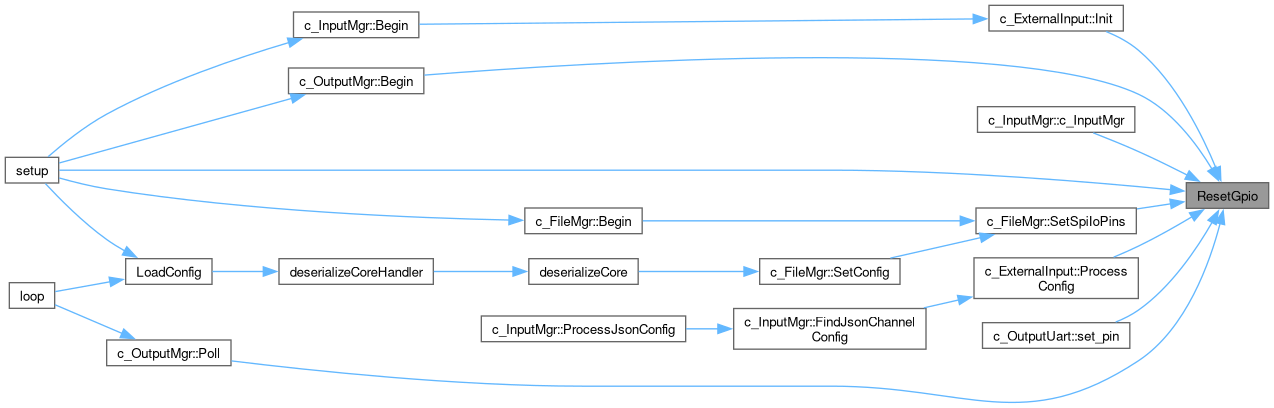 c_InputMgr::Begin
c_ExternalInput::Init
c_OutputMgr::Begin
c_InputMgr::c_InputMgr
setup
ResetGpio
c_FileMgr::Begin
c_FileMgr::SetSpiIoPins
LoadConfig
deserializeCoreHandler
deserializeCore
c_FileMgr::SetConfig
c_ExternalInput::Process
Config
loop
c_InputMgr::ProcessJsonConfig
c_InputMgr::FindJsonChannel
Config
c_OutputUart::set_pin
c_OutputMgr::Poll